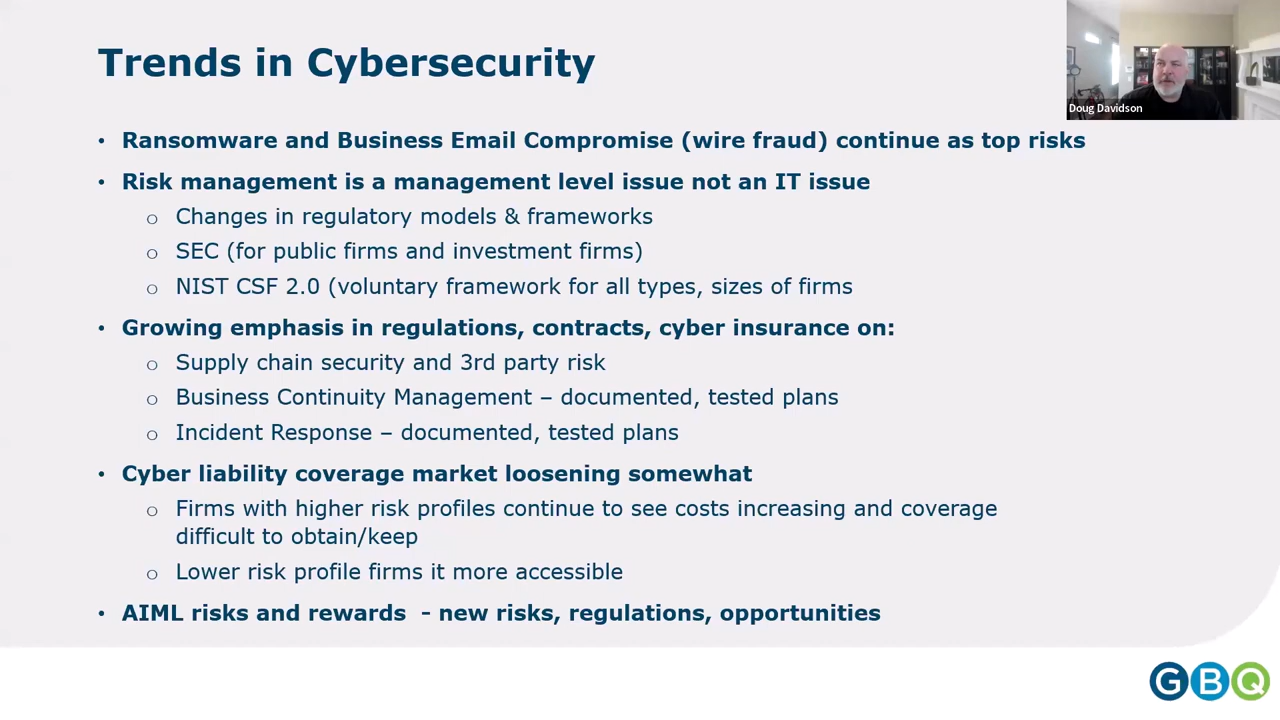 Trends in Cybersecurity
Doug Davidson
• Ransomware and Business Email Compromise (wire fraud) continue as top risks
• Risk management is a management level issue not an IT issue
o Changes in regulatory models & frameworks
o SEC (for public firms and investment firms)
o NIST CSF 2.0 (voluntary framework for all types, sizes of firms
• Growing emphasis in regulations, contracts, cyber insurance on:
o Supply chain security and 3rd party risk
o Business Continuity Management – documented, tested plans
o Incident Response – documented, tested plans
• Cyber liability coverage market loosening somewhat
o Firms with higher risk profiles continue to see costs increasing and coverage
difficult to obtain/keep
o Lower risk profile firms it more accessible
• AIML risks and rewards  - new risks, regulations, opportunities
GBQ